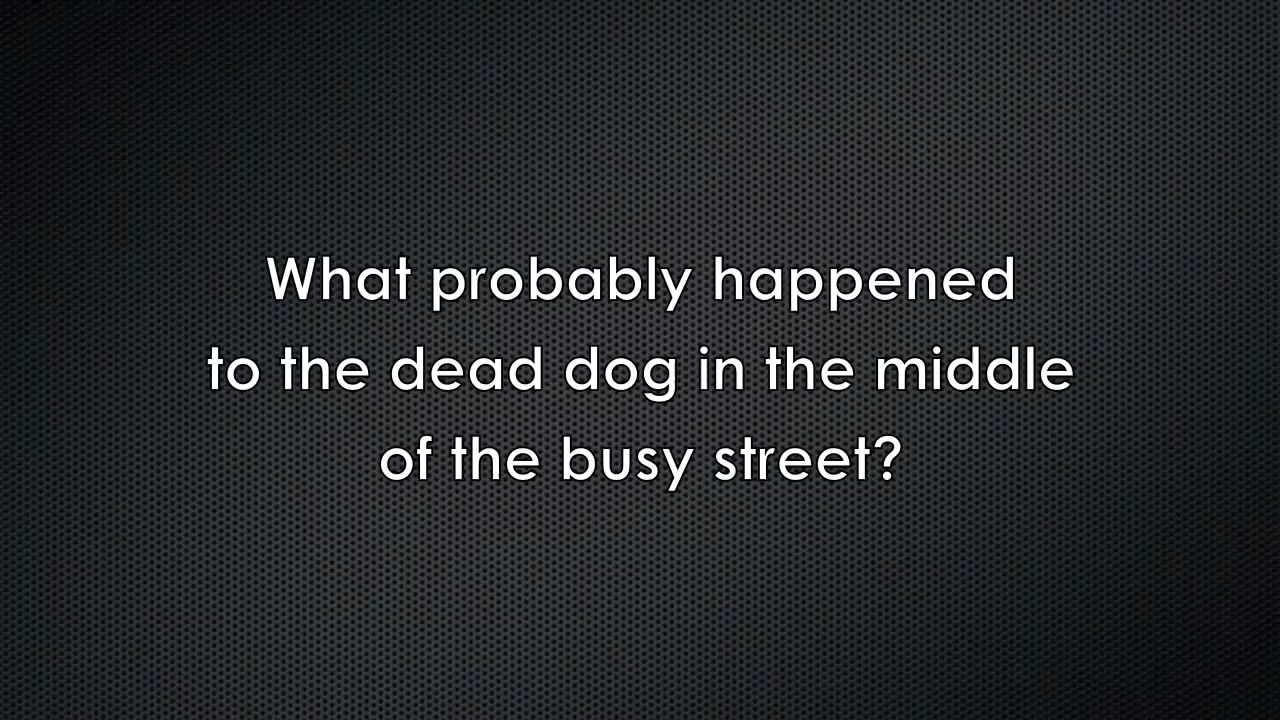 What probably happened
to the dead dog in the middle
of the busy street?